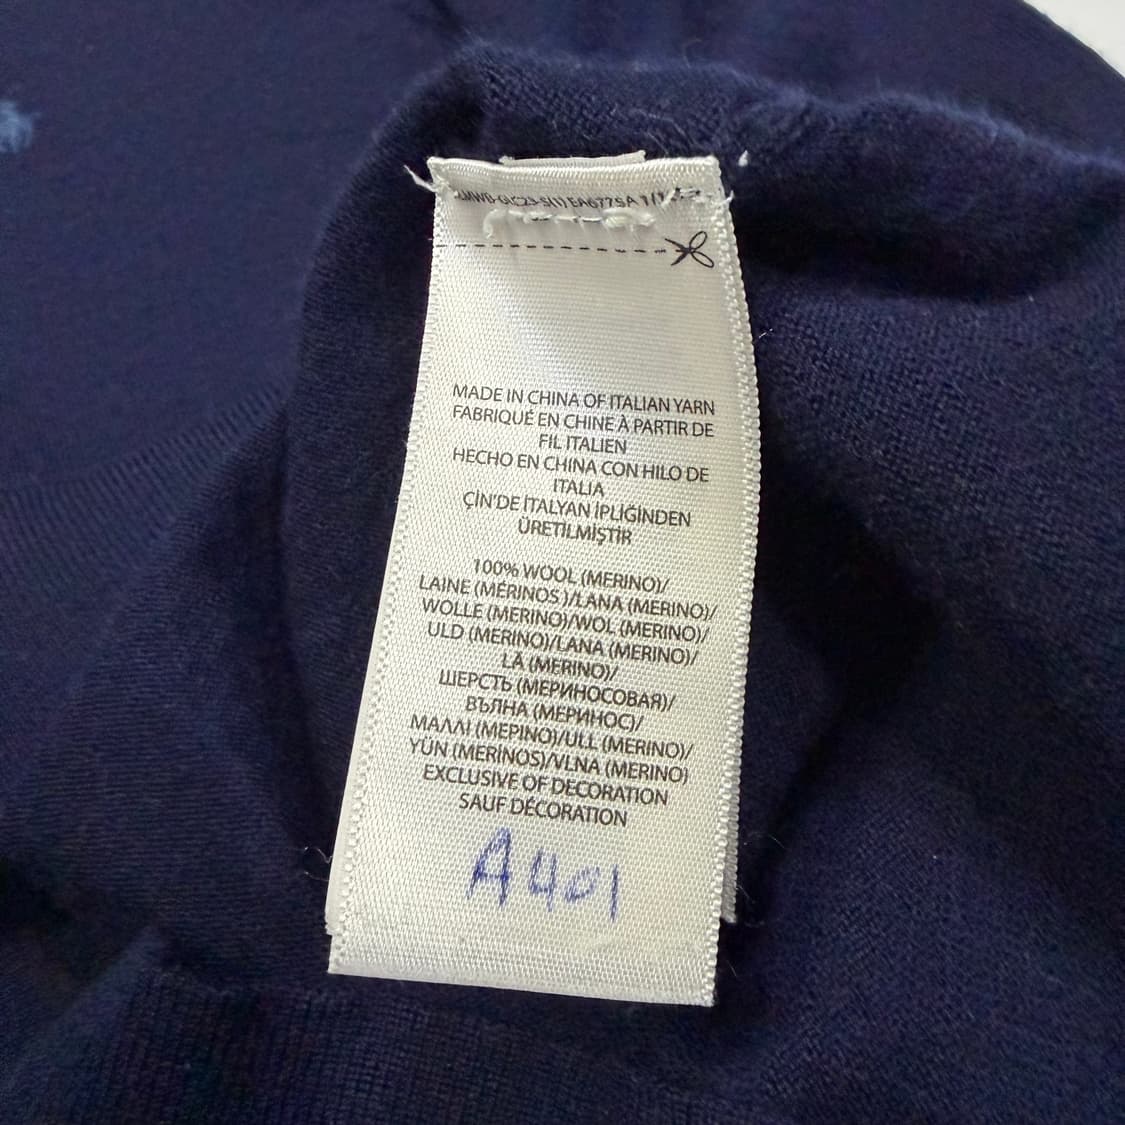 EA677SA 1/1
MADE IN CHINA OF ITALIAN YARN
FABRIQUÉ EN CHINE À PARTIR DE
FIL ITALIEN
HECHO EN CHINA CON HILO DE
ITALIA
ÇİN'DE İTALYAN İPLİĞİNDEN
ÜRETİLMİŞTİR
100% WOOL (MERINO)/
LAINE (MÉRINOS )/LANA (MERINO)/
WOLLE (MERINO)/WOL (MERINO)/
ULD (MERINO)/LANA (MERINO)/
LÃ (MERINO)/
ШЕРСТЬ (МЕРИНОСОВАЯ)/
ВЪЛНА (МЕРИНОС)/
ΜΑΛΛΙ (ΜΕΡΙΝΟ)/ULL (MERINO)/
YÜN (MERİNOS)/VLNA (MERINO)
EXCLUSIVE OF DECORATION
SAUF DÉCORATION
A401